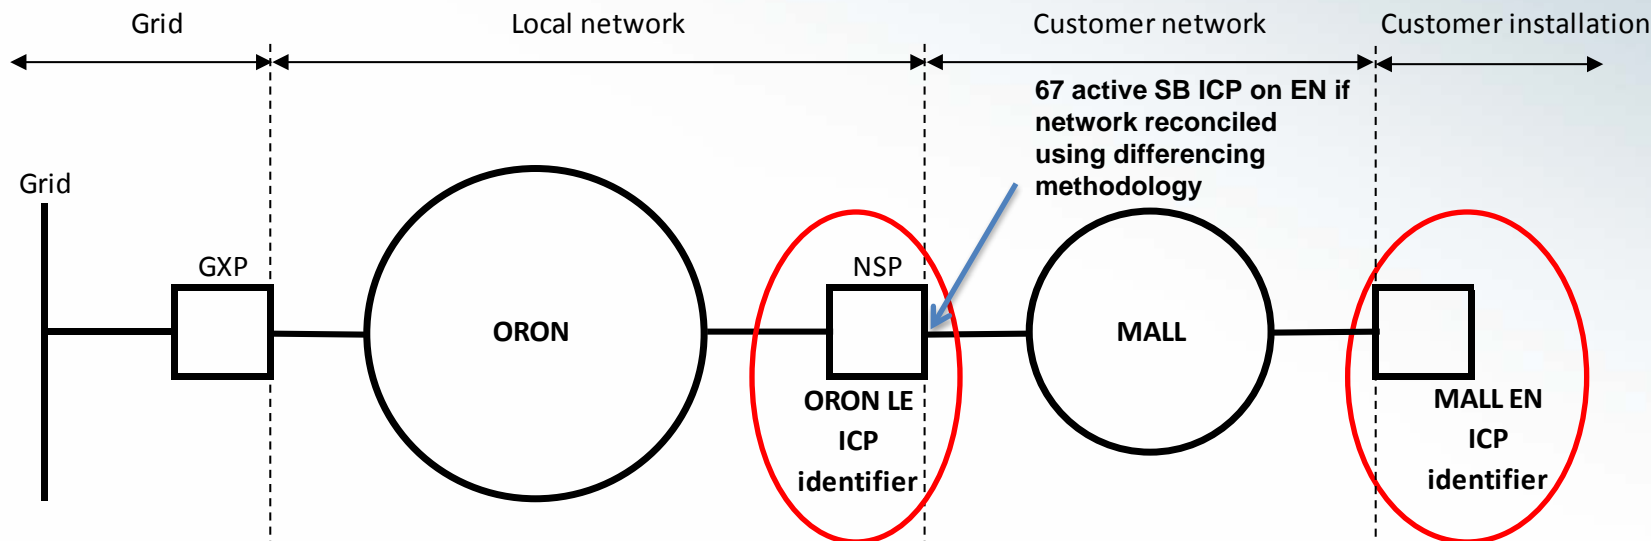 Grid
Local network
Customer network
Customer installation
67 active SB ICP on EN if
network reconciled
using differencing
methodology
Grid
GXP
NSP
ORON
MALL
ORON LE
ICP
identifier
MALL EN
ICP
identifier